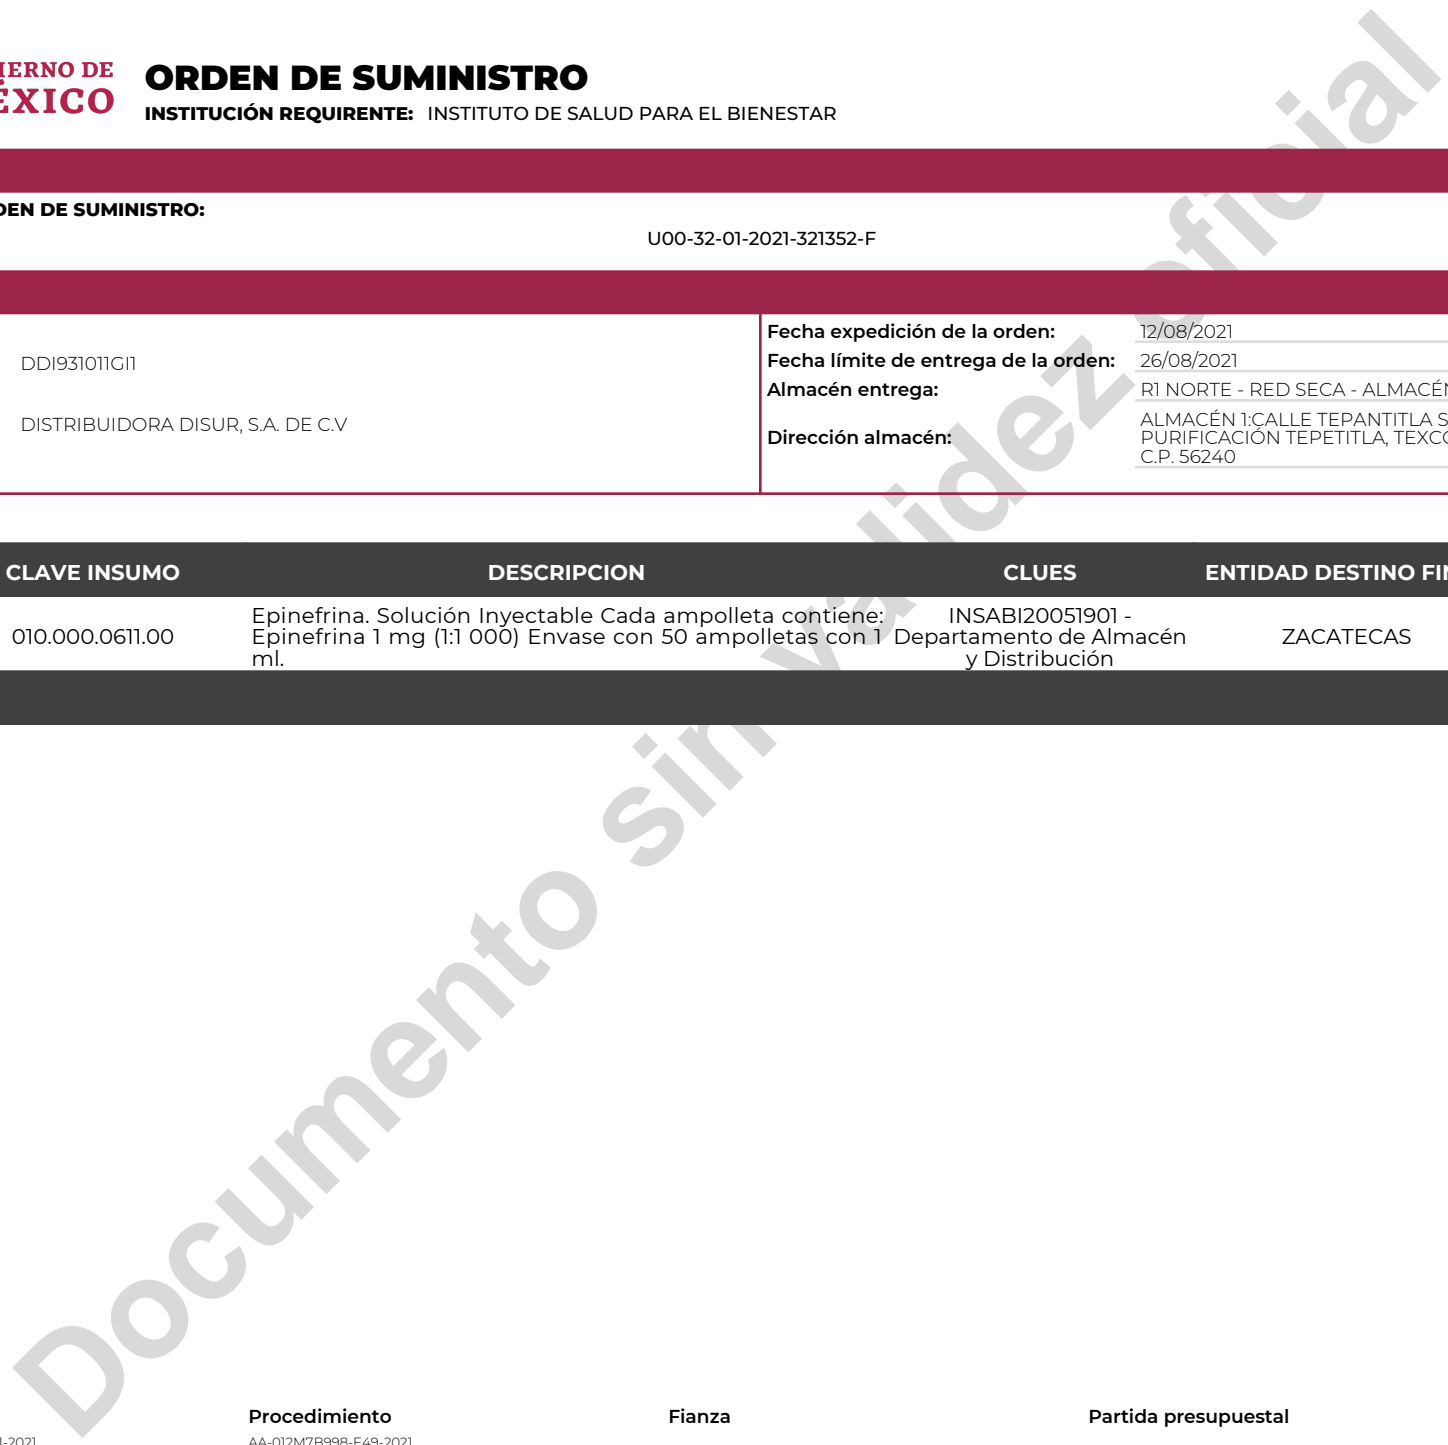 IERNO DE
ÉXICO
ORDEN DE SUMINISTRO
INSTITUCIÓN REQUIRENTE: INSTITUTO DE SALUD PARA EL BIENESTAR
DEN DE SUMINISTRO:
U00-32-01-2021-321352-F
DDI931011GI1
DISTRIBUIDORA DISUR, S.A. DE C.V
Fecha expedición de la orden: 12/08/2021
Fecha límite de entrega de la orden: 26/08/2021
Almacén entrega: R1 NORTE - RED SECA - ALMACÉN
Dirección almacén: ALMACÉN 1:CALLE TEPANTITLA S
PURIFICACIÓN TEPETITLA, TEXCO
C.P. 56240
CLAVE INSUMO DESCRIPCION CLUES ENTIDAD DESTINO FIN
010.000.0611.00
Epinefrina. Solución Inyectable Cada ampolleta contiene:
Epinefrina 1 mg (1:1 000) Envase con 50 ampolletas con 1
ml.
INSABI20051901 -
Departamento de Almacén
y Distribución
ZACATECAS
Documento sin validez oficial
Procedimiento Fianza Partida presupuestal
-2021 AA-012M7B998-E49-2021